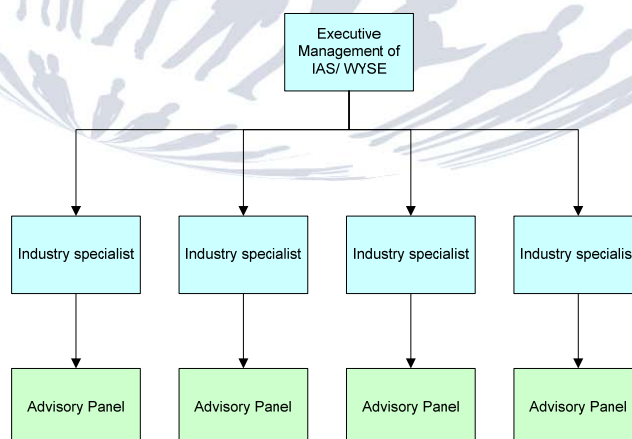 Executive
Management of
IAS/ WYSE
Industry specialist
Industry specialist
Industry specialist
Industry specialis
Advisory Panel
Advisory Panel
Advisory Panel
Advisory Panel